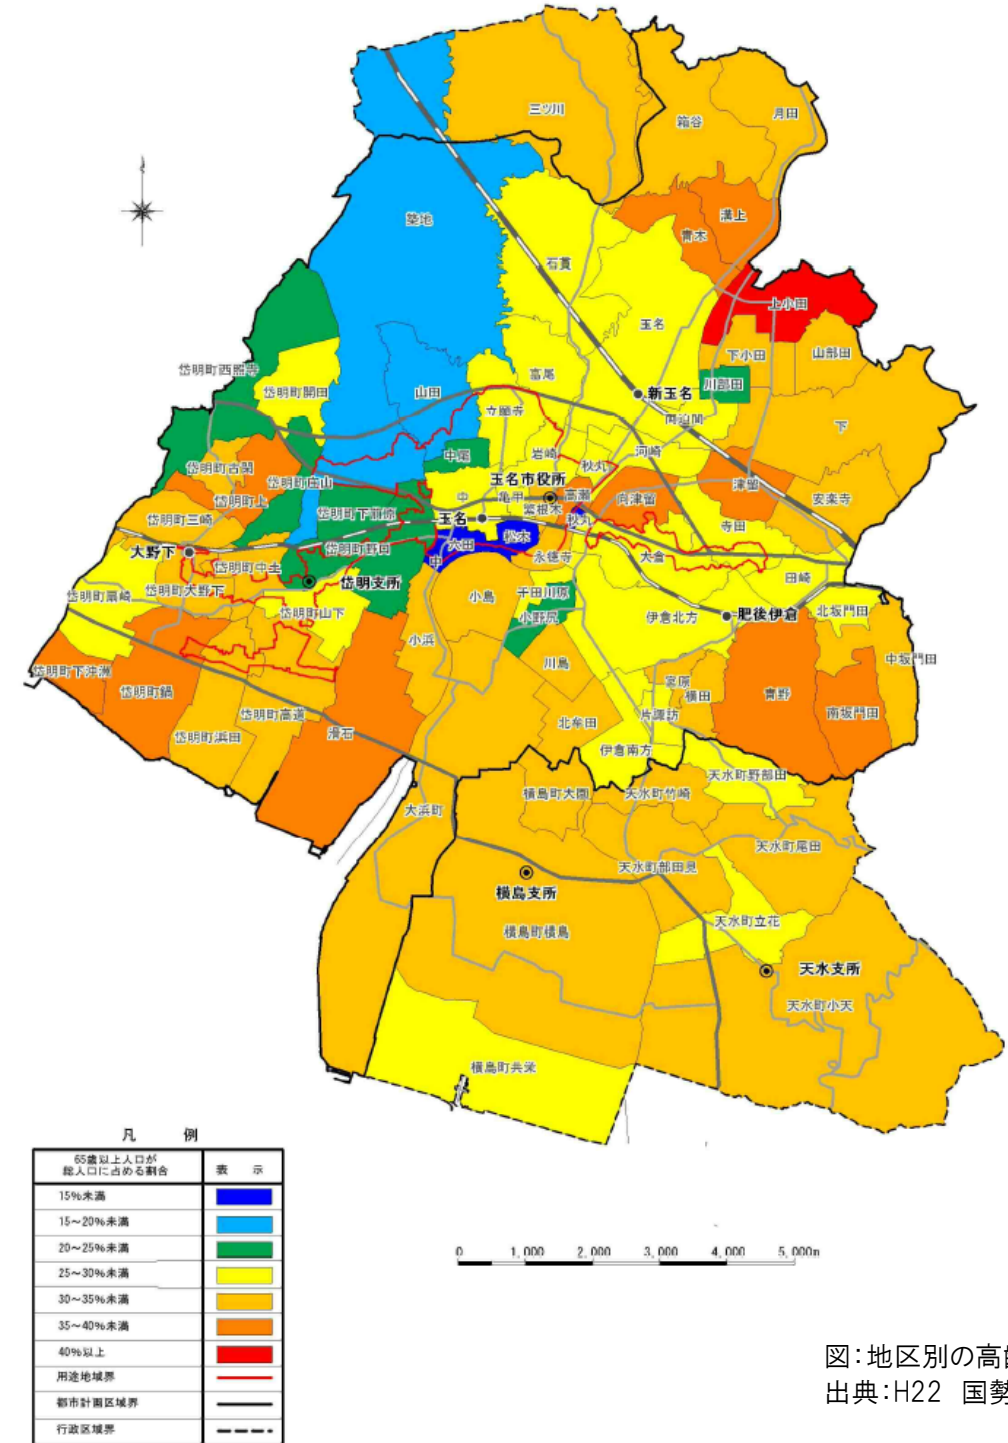 三ツ川
箱谷
月田
溝上
青木
築地
石貫
上小田
玉名
下小田
山部田
岱明町西照寺
富尾
川部田
岱明町開田
山田
新玉名
立願寺
両迫間
下
中尾
岩崎
河崎
岱明町古閑
秋丸
岱明町庄山
玉名市役所
津留
岱明町上
中
亀甲
高瀬
向津留
安楽寺
岱明町下前原
繁根木
岱明町三崎
玉名
秋丸
寺田
六田
松木
岱明町野口
大野下
永徳寺
大倉
中
岱明町中土
岱明支所
田崎
岱明町大野下
千田川原
岱明町扇崎
小島
岱明町山下
小野尻
伊倉北方
肥後伊倉
北坂門田
小浜
川島
中坂門田
岱明町下沖洲
宮原
岱明町鍋
横田
青野
岱明町高道
片諏訪
南坂門田
北牟田
滑石
岱明町浜田
伊倉南方
天水町野部田
横島町大園
天水町竹崎
大浜町
天水町尾田
天水町部田見
横島支所
天水町立花
横島町横島
天水支所
天水町小天
横島町共栄
凡　例
65歳以上人口が
総人口に占める割合
表　示
15%未満
15～20%未満
20～25%未満
25～30%未満
30～35%未満
35～40%未満
40%以上
用途地域界
都市計画区域界
行政区域界
0 1,000 2,000 3,000 4,000 5,000m
図：地区別の高
出典：H22 国勢